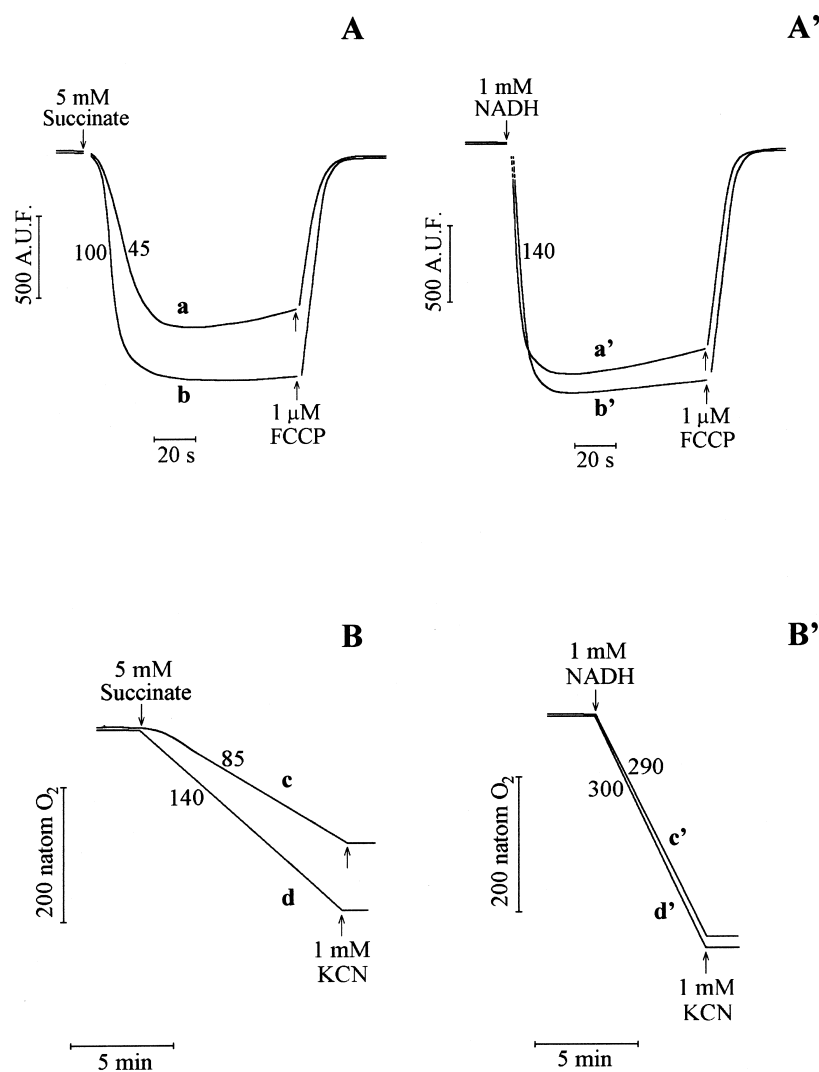 A
5 mM
Succinate
500 A.U.F.
100
45
a
b
1 μM
FCCP
20 s
A’
1 mM
NADH
500 A.U.F.
140
a’
b’
1 μM
FCCP
20 s
B
5 mM
Succinate
200 natom O2
85
140
c
d
1 mM
KCN
5 min
B’
1 mM
NADH
200 natom O2
290
300
c’
d’
1 mM
KCN
5 min